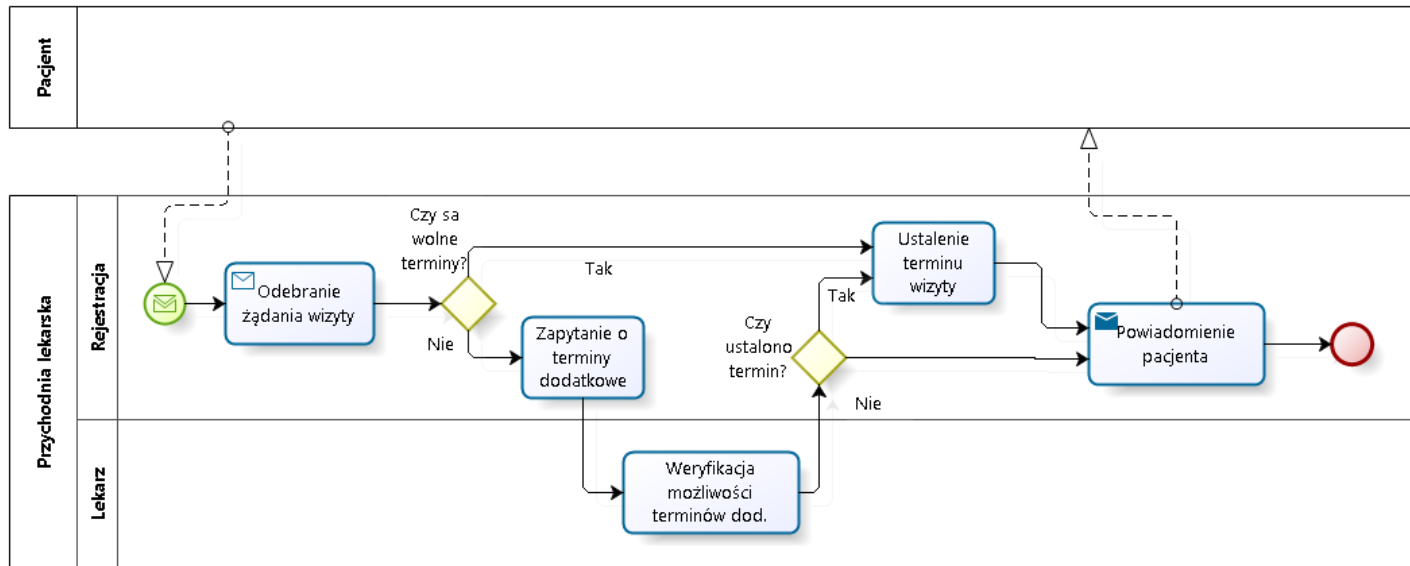 Pacjent
Przychodnia lekarska
Rejestracja
Lekarz
Odebranie
żądania wizyty
Czy sa
wolne
terminy?
Tak
Nie
Zapytanie o
terminy
dodatkowe
Weryfikacja
możliwości
terminów dod.
Czy
ustalono
termin?
Tak
Nie
Ustalenie
terminu
wizyty
Powiadomienie
pacjenta